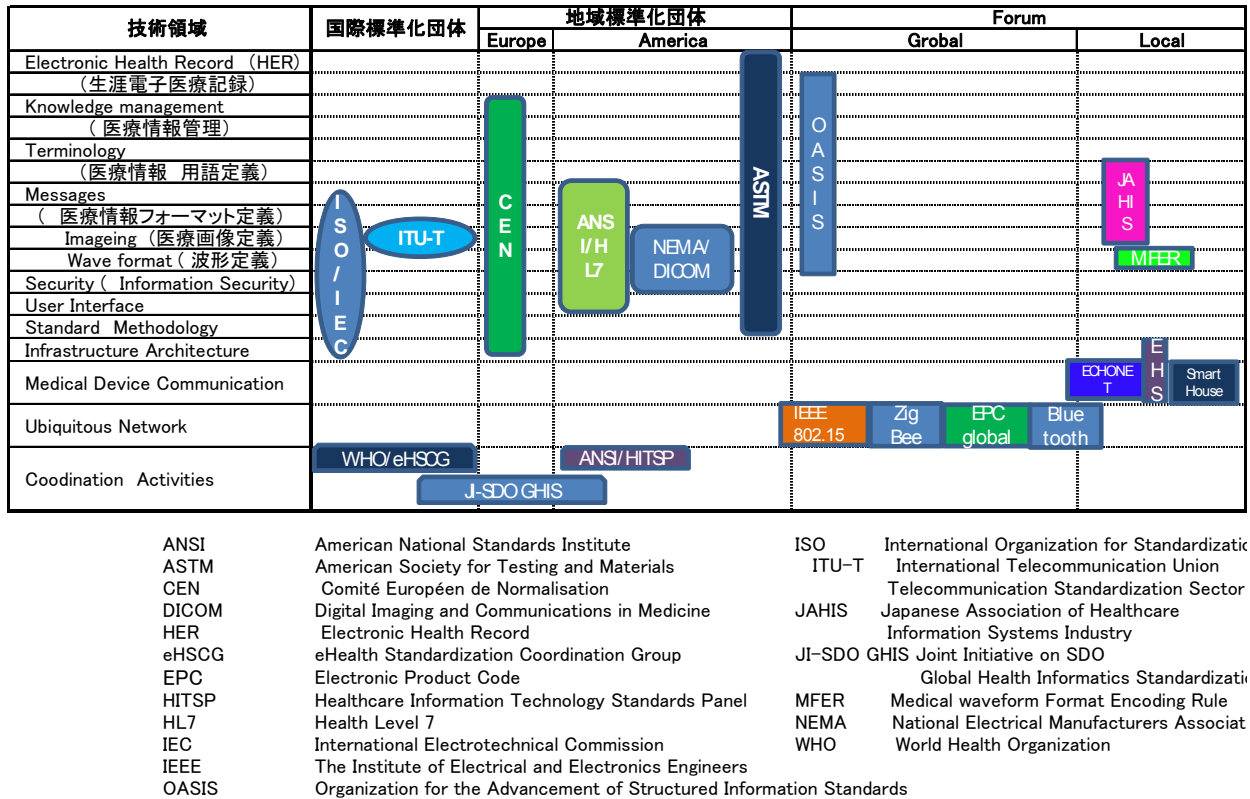 技術領域 国際標準化団体 地域標準化団体 Forum
Europe America Grobal Local
Electronic Health Record (HER)
(生涯電子医療記録)
Knowledge management
( 医療情報管理)
Terminology
(医療情報 用語定義)
Messages
( 医療情報フォーマット定義)
Imageing (医療画像定義)
Wave format ( 波形定義)
Security ( Information Security)
User Interface
Standard Methodology
Infrastructure Architecture
Medical Device Communication
Ubiquitous Network
Coodination Activities
ISO/IEC
ITU-T
CEN
ANS
I/H
L7
NEMA/
DICOM
ASTM
OASIS
JA
HI
S
MFER
ECHONE
T
EHS
Smart
House
IEEE
802.15
Zig
Bee
EPC
global
Blue
tooth
WHO/eHSCG
ANSI/HITSP
JI-SDO GHIS
ANSI American National Standards Institute
ASTM American Society for Testing and Materials
CEN Comité Européen de Normalisation
DICOM Digital Imaging and Communications in Medicine
HER Electronic Health Record
eHSCG eHealth Standardization Coordination Group
EPC Electronic Product Code
HITSP Healthcare Information Technology Standards Panel
HL7 Health Level 7
IEC International Electrotechnical Commission
IEEE The Institute of Electrical and Electronics Engineers
OASIS Organization for the Advancement of Structured Information Standards
ISO International Organization for Standardizatio
ITU-T International Telecommunication Union
Telecommunication Standardization Sector
JAHIS Japanese Association of Healthcare
Information Systems Industry
JI-SDO GHIS Joint Initiative on SDO
Global Health Informatics Standardizati
MFER Medical waveform Format Encoding Rule
NEMA National Electrical Manufacturers Associat
WHO World Health Organization